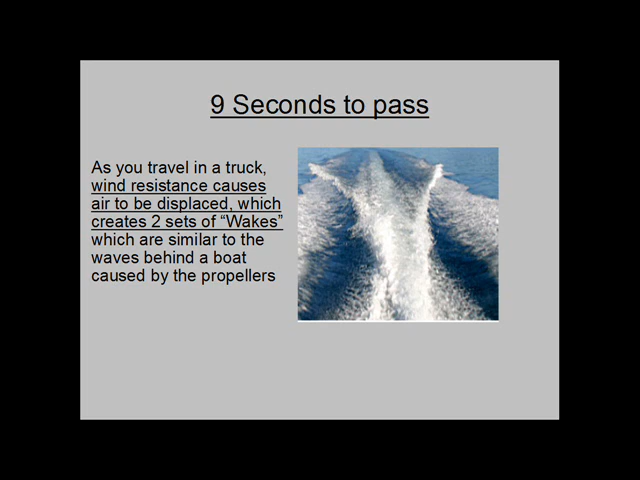 9 Seconds to pass
As you travel in a truck,
wind resistance causes
air to be displaced, which
creates 2 sets of “Wakes”
which are similar to the
waves behind a boat
caused by the propellers